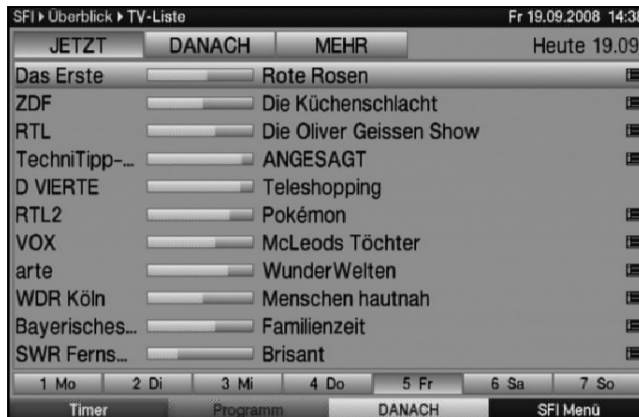 SFI ▸ Überblick ▸ TV-Liste Fr 19.09.2008 14:38
JETZT DANACH MEHR Heute 19.09
Das Erste Rote Rosen
ZDF Die Küchenschlacht
RTL Die Oliver Geissen Show
TechniTipp-... ANGESAGT
D VIERTE Teleshopping
RTL2 Pokémon
VOX McLeods Töchter
arte WunderWelten
WDR Köln Menschen hautnah
Bayerisches... Familienzeit
SWR Ferns... Brisant
1 Mo 2 Di 3 Mi 4 Do 5 Fr 6 Sa 7 So
Timer Programm DANACH SFI Menü